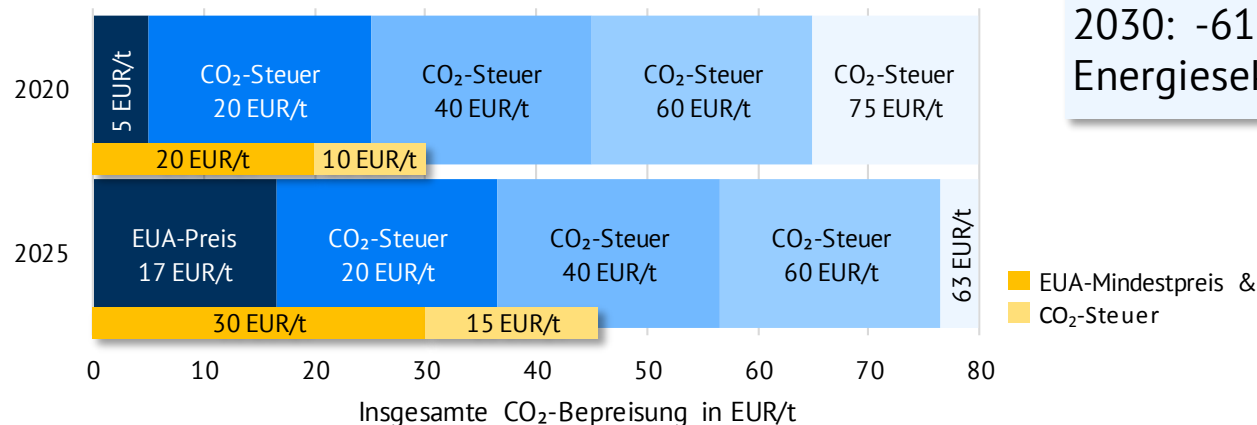 2030: -61
2020
5 EUR/t
CO₂-Steuer
20 EUR/t
CO₂-Steuer
40 EUR/t
CO₂-Steuer
60 EUR/t
CO₂-Steuer
75 EUR/t
20 EUR/t
10 EUR/t
2025
EUA-Preis
17 EUR/t
CO₂-Steuer
20 EUR/t
CO₂-Steuer
40 EUR/t
CO₂-Steuer
60 EUR/t
63 EUR/t
30 EUR/t
15 EUR/t
EUA-Mindestpreis &
CO₂-Steuer
0 10 20 30 40 50 60 70 80
Insgesamte CO₂-Bepreisung in EUR/t